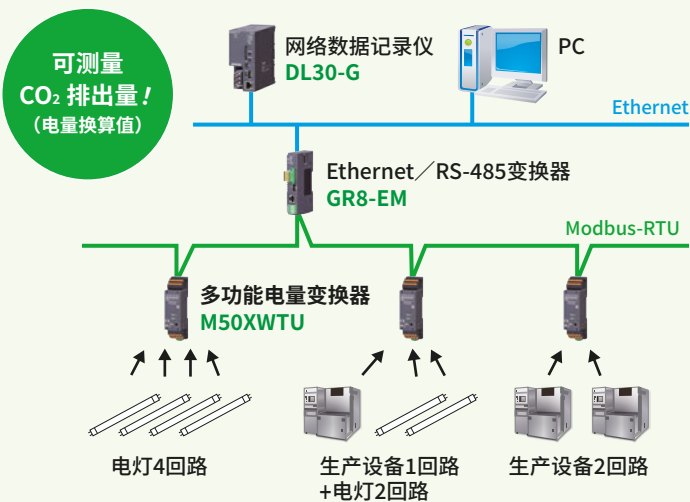 可测量
CO₂ 排出量！
（电量换算值）
网络数据记录仪
DL30-G
PC
Ethernet
Ethernet／RS-485变换器
GR8-EM
Modbus-RTU
多功能电量变换器
M50XWTU
电灯4回路
生产设备1回路
+电灯2回路
生产设备2回路